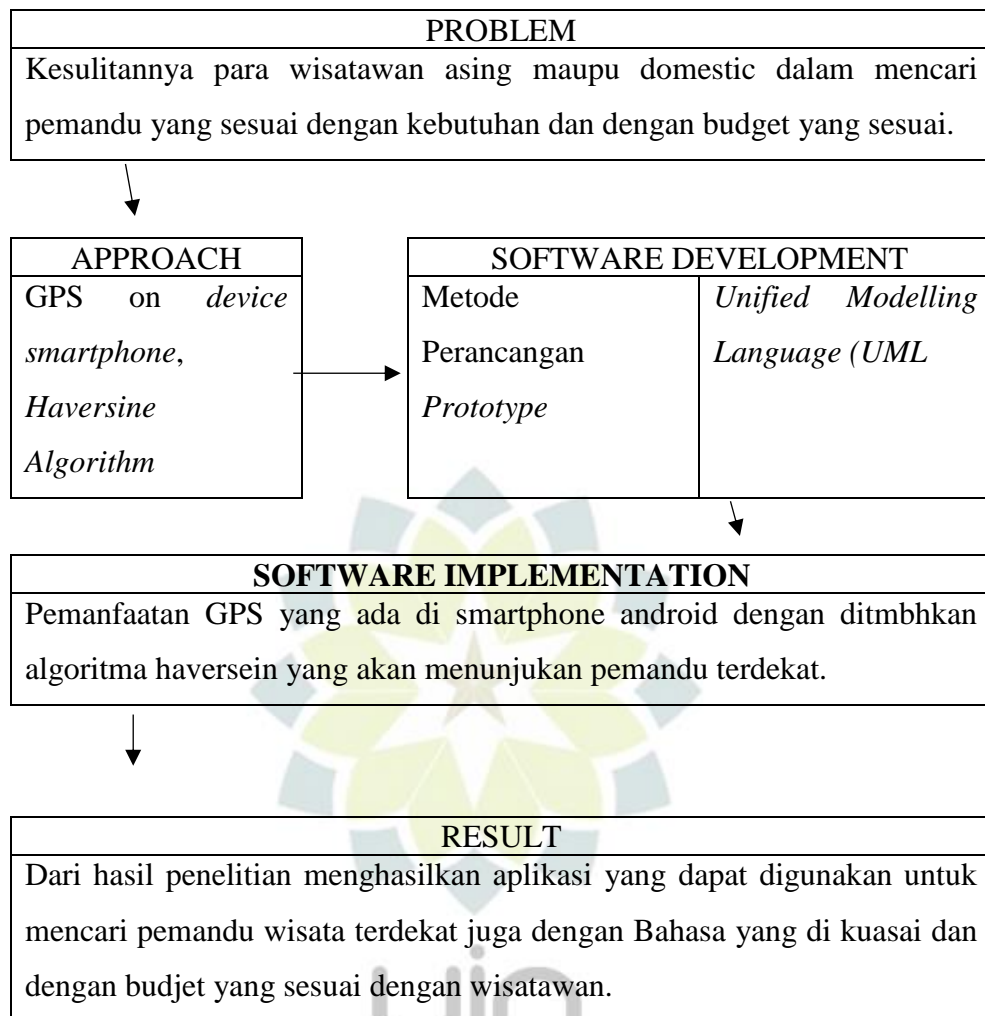 PROBLEM
Kesulitannya para wisatawan asing maupu domestic dalam mencari
pemandu yang sesuai dengan kebutuhan dan dengan budget yang sesuai.
APPROACH
GPS on device
smartphone,
Haversine
Algorithm
SOFTWARE DEVELOPMENT
Metode
Perancangan
Prototype
Unified Modelling
Language (UML
SOFTWARE IMPLEMENTATION
Pemanfaatan GPS yang ada di smartphone android dengan ditmbhkan
algoritma haversein yang akan menunjukan pemandu terdekat.
RESULT
Dari hasil penelitian menghasilkan aplikasi yang dapat digunakan untuk
mencari pemandu wisata terdekat juga dengan Bahasa yang di kuasai dan
dengan budjet yang sesuai dengan wisatawan.